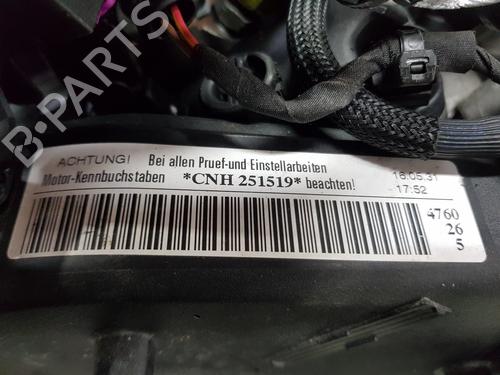 B-PARTS
ACHTUNG! Bei allen Pruef-und Einstellarbeiten 16.05.31
Motor-Kennbuchstaben *CNH 251519* beachten! 17:52
4760
26
5